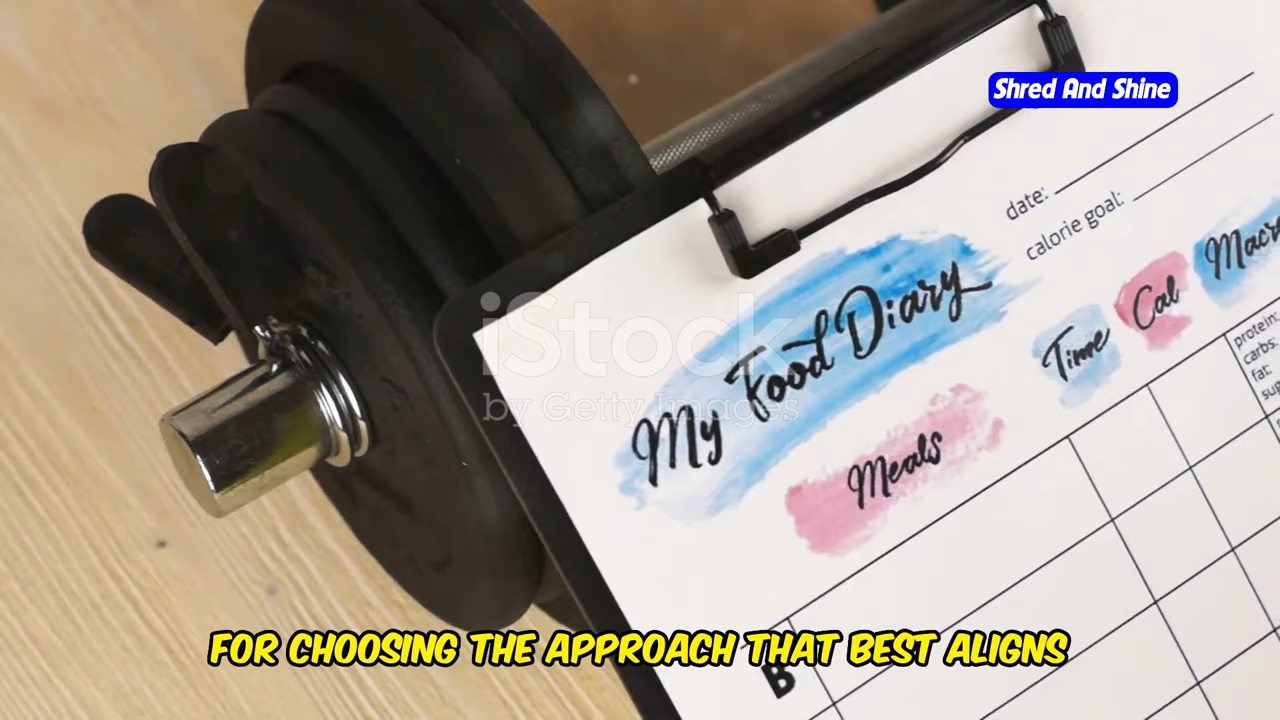 Shred And Shine
date:
calorie goal:
My Food Diary
Time
Cal
Meals
protein:
carbs:
fat:
iStock
by Getty Images
B
FOR CHOOSING THE APPROACH THAT BEST ALIGNS